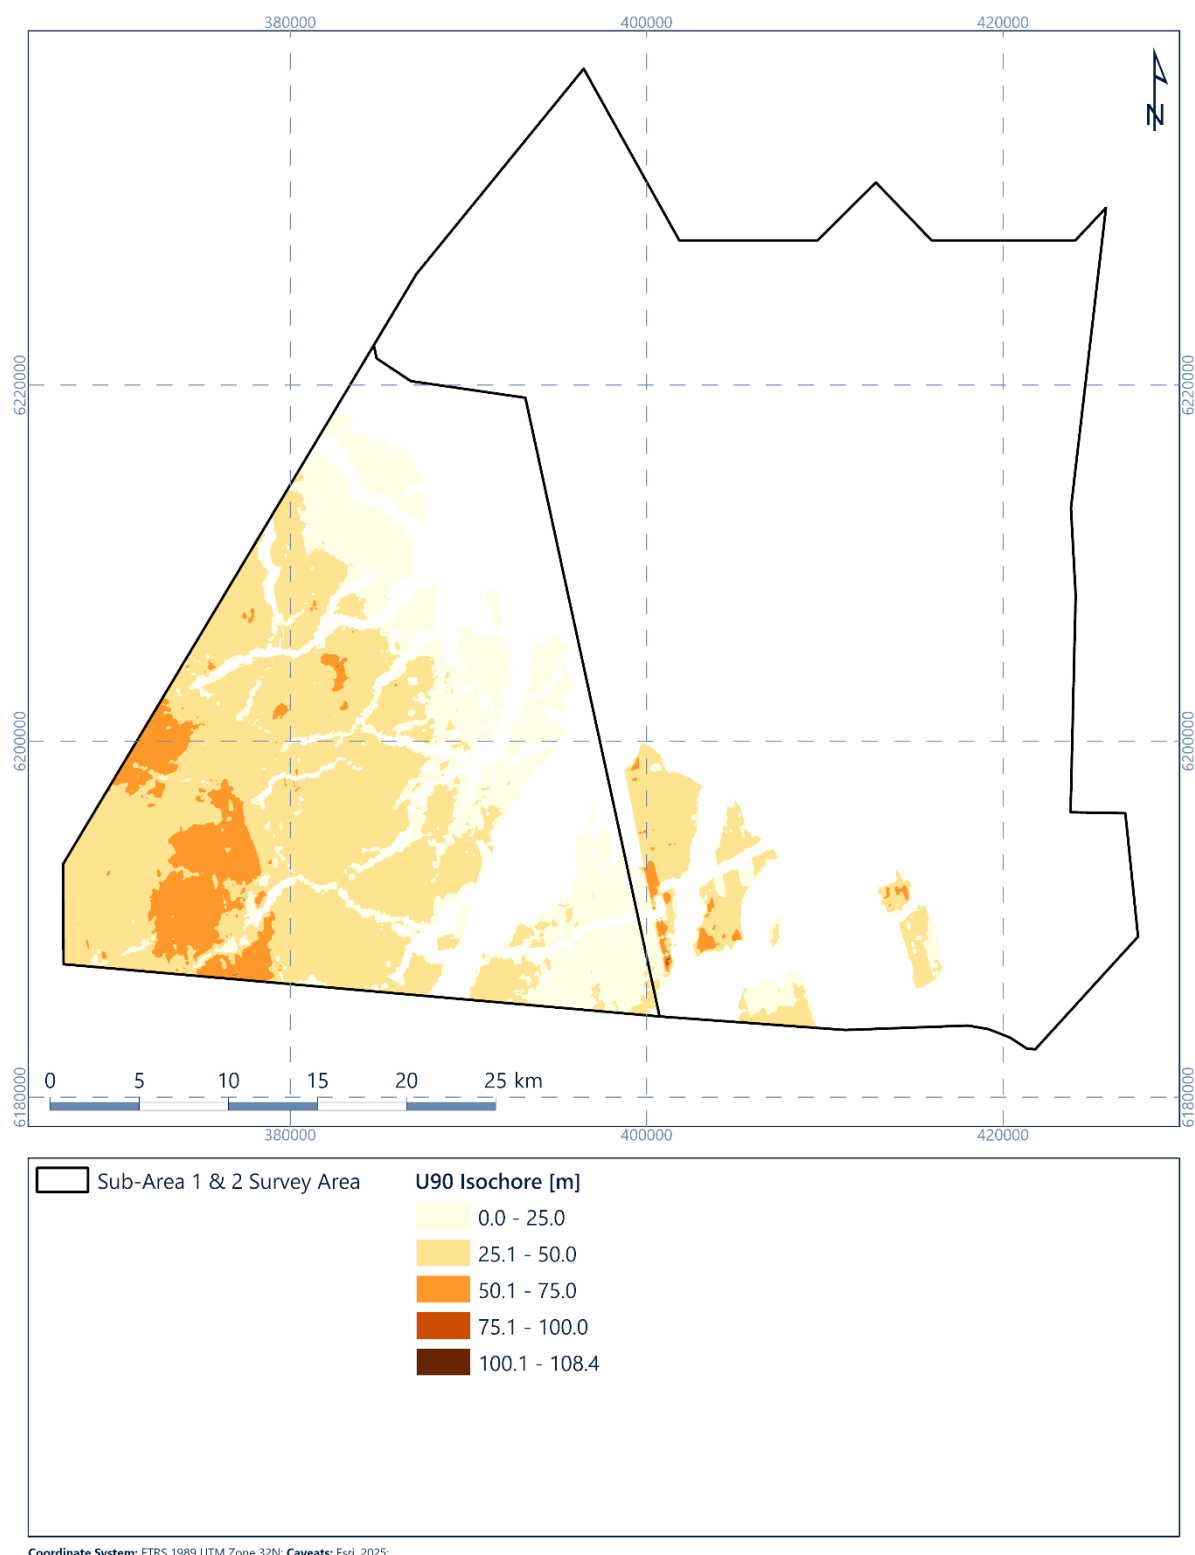 380000 400000 420000
N
6220000 6220000
6200000 6200000
6180000 6180000
0 5 10 15 20 25 km
380000 400000 420000
Sub-Area 1 & 2 Survey Area
U90 Isochore [m]
0.0 - 25.0
25.1 - 50.0
50.1 - 75.0
75.1 - 100.0
100.1 - 108.4
Coordinate System: ETRS 1989 UTM Zone 32N; Caveats: Esri, 2025;